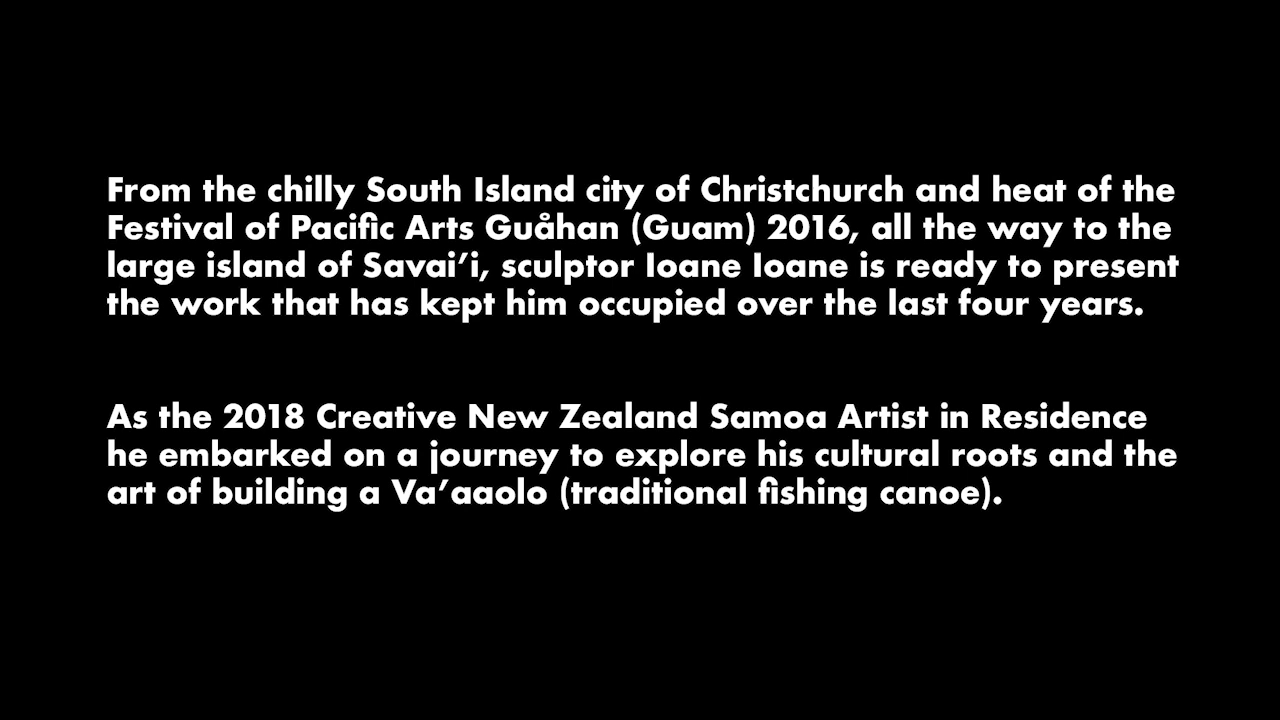 From the chilly South Island city of Christchurch and heat of the
Festival of Pacific Arts Guåhan (Guam) 2016, all the way to the
large island of Savai’i, sculptor Ioane Ioane is ready to present
the work that has kept him occupied over the last four years.
As the 2018 Creative New Zealand Samoa Artist in Residence
he embarked on a journey to explore his cultural roots and the
art of building a Va’aaolo (traditional fishing canoe).